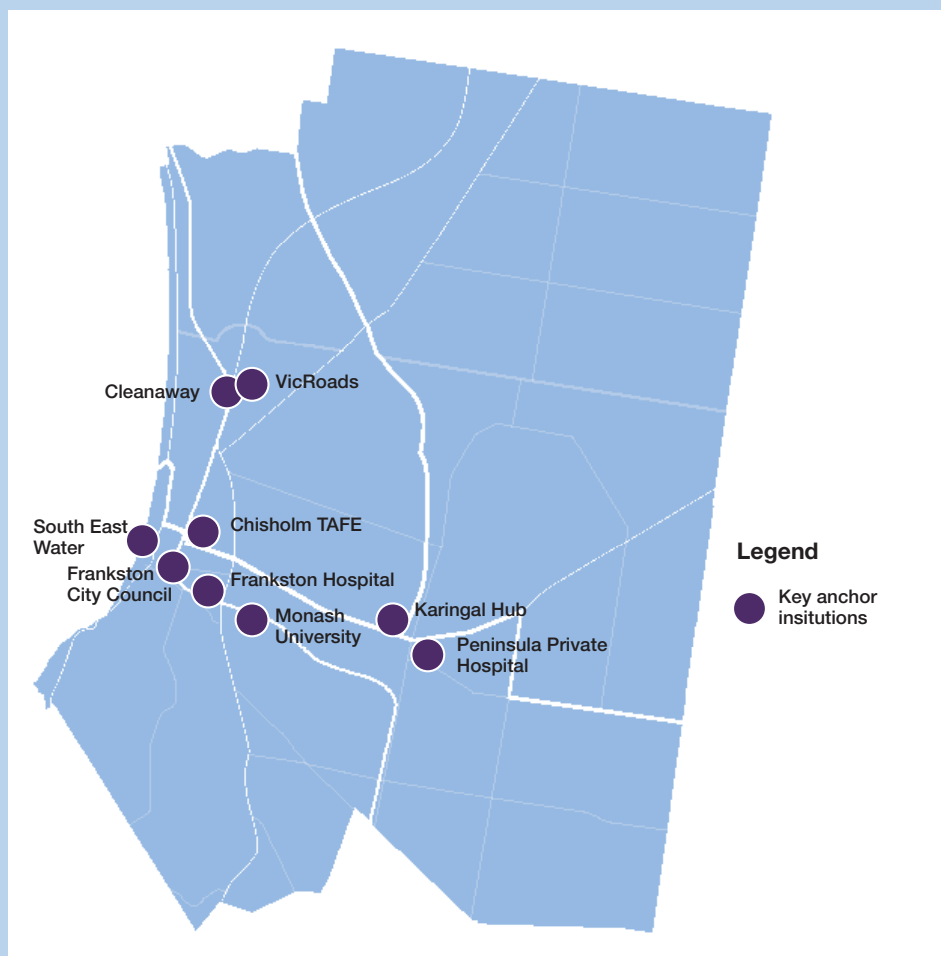 VicRoads
Cleanaway
Chisholm TAFE
South East
Water
Frankston
City Council
Frankston Hospital
Monash
University
Karingal Hub
Peninsula Private
Hospital
Legend
Key anchor
insitutions